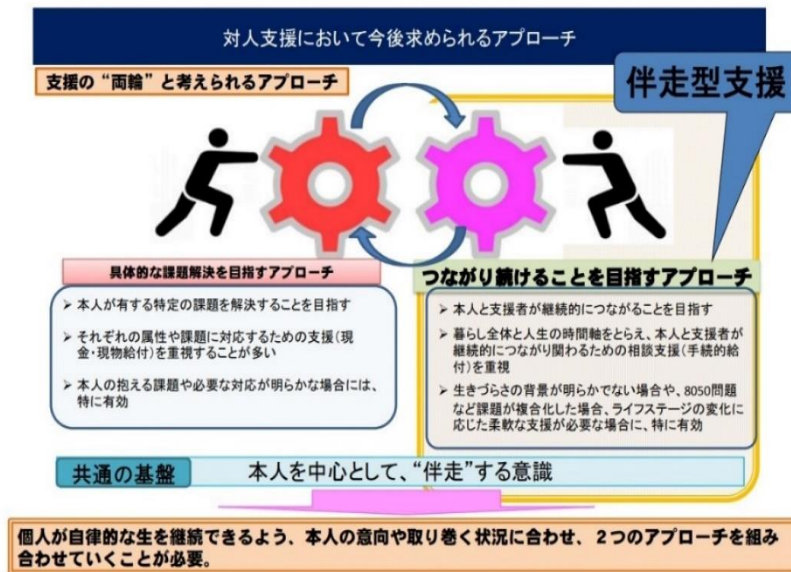 対人支援において今後求められるアプローチ
支援の“両輪”と考えられるアプローチ
伴走型支援
具体的な課題解決を目指すアプローチ
➢ 本人が有する特定の課題を解決することを目指す
➢ それぞれの属性や課題に対応するための支援(現
金・現物給付)を重視することが多い
➢ 本人の抱える課題や必要な対応が明らかな場合には、
特に有効
つながり続けることを目指すアプローチ
➢ 本人と支援者が継続的につながることを目指す
➢ 暮らし全体と人生の時間軸をとらえ、本人と支援者が
継続的につながり関わるための相談支援(手続的給
付)を重視
➢ 生きづらさの背景が明らかでない場合や、8050問題
など課題が複合化した場合、ライフステージの変化に
応じた柔軟な支援が必要な場合に、特に有効
共通の基盤
本人を中心として、“伴走”する意識
個人が自律的な生を継続できるよう、本人の意向や取り巻く状況に合わせ、2つのアプローチを組み
合わせていくことが必要。